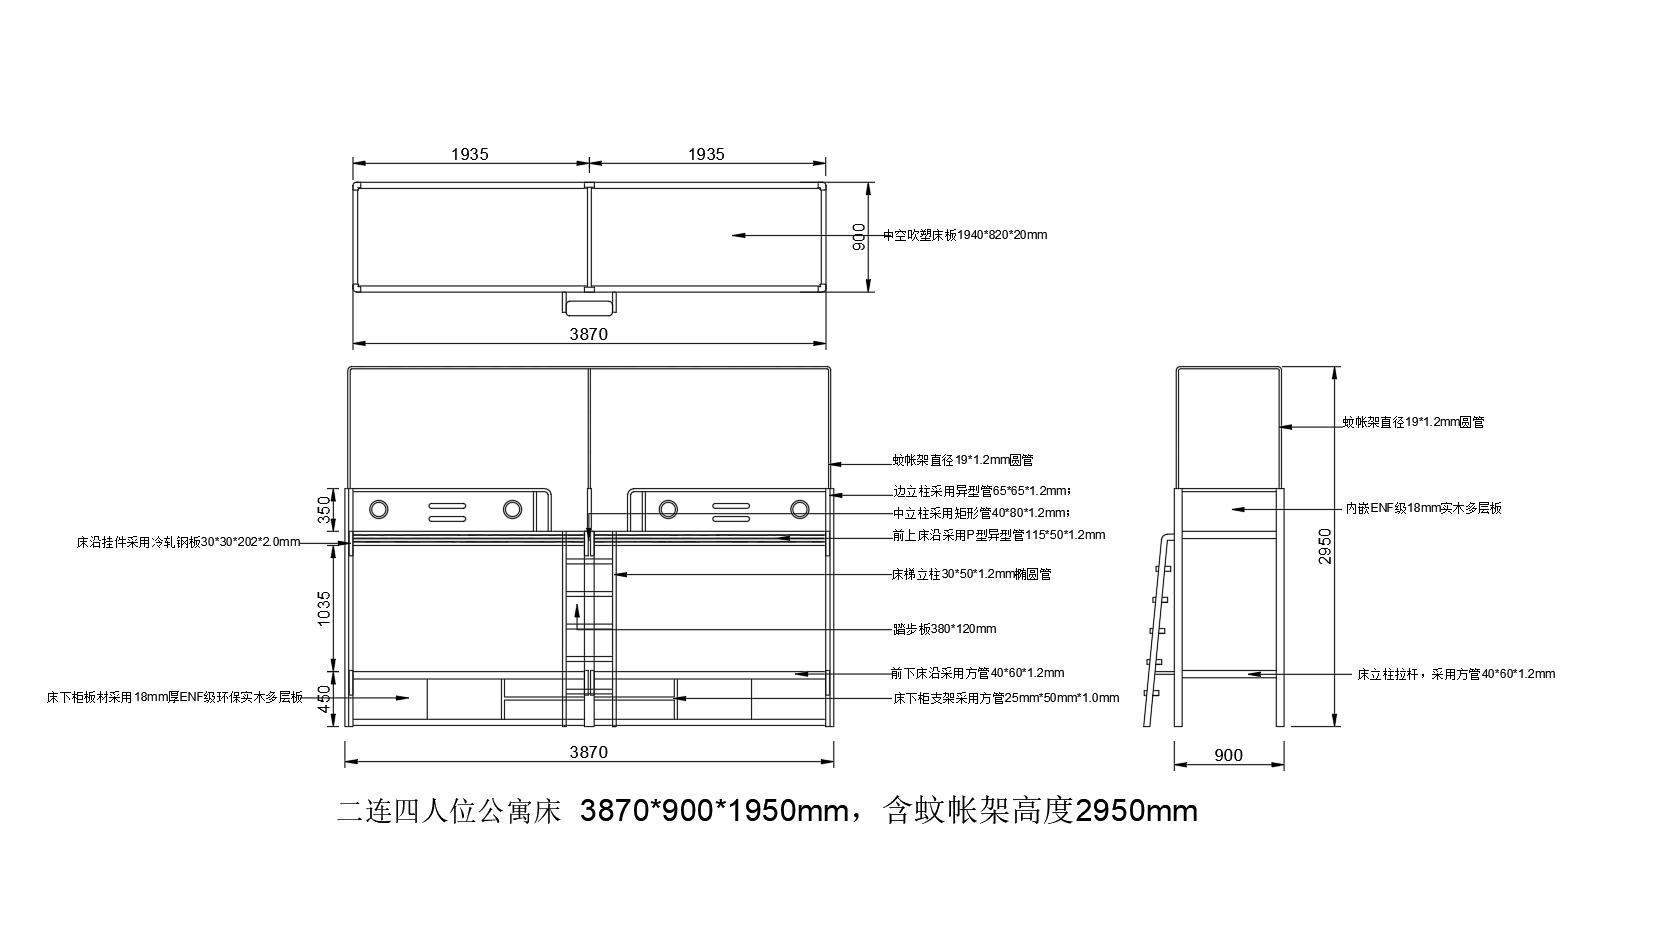 1935
1935
900
中空吹塑床板1940*820*20mm
3870
蚊帐架直径19*1.2mm圆管
蚊帐架直径19*1.2mm圆管
边立柱采用异型管65*65*1.2mm；
350
内嵌ENF级18mm实木多层板
中立柱采用矩形管40*80*1.2mm；
前上床沿采用P型异型管115*50*1.2mm
床沿挂件采用冷轧钢板30*30*202*2.0mm
2950
床梯立柱30*50*1.2mm椭圆管
1035
踏步板380*120mm
前下床沿采用方管40*60*1.2mm
床立柱拉杆，采用方管40*60*1.2mm
床下柜板材采用18mm厚ENF级环保实木多层板
450
床下柜支架采用方管25mm*50mm*1.0mm
3870
900
二连四人位公寓床 3870*900*1950mm，含蚊帐架高度2950mm